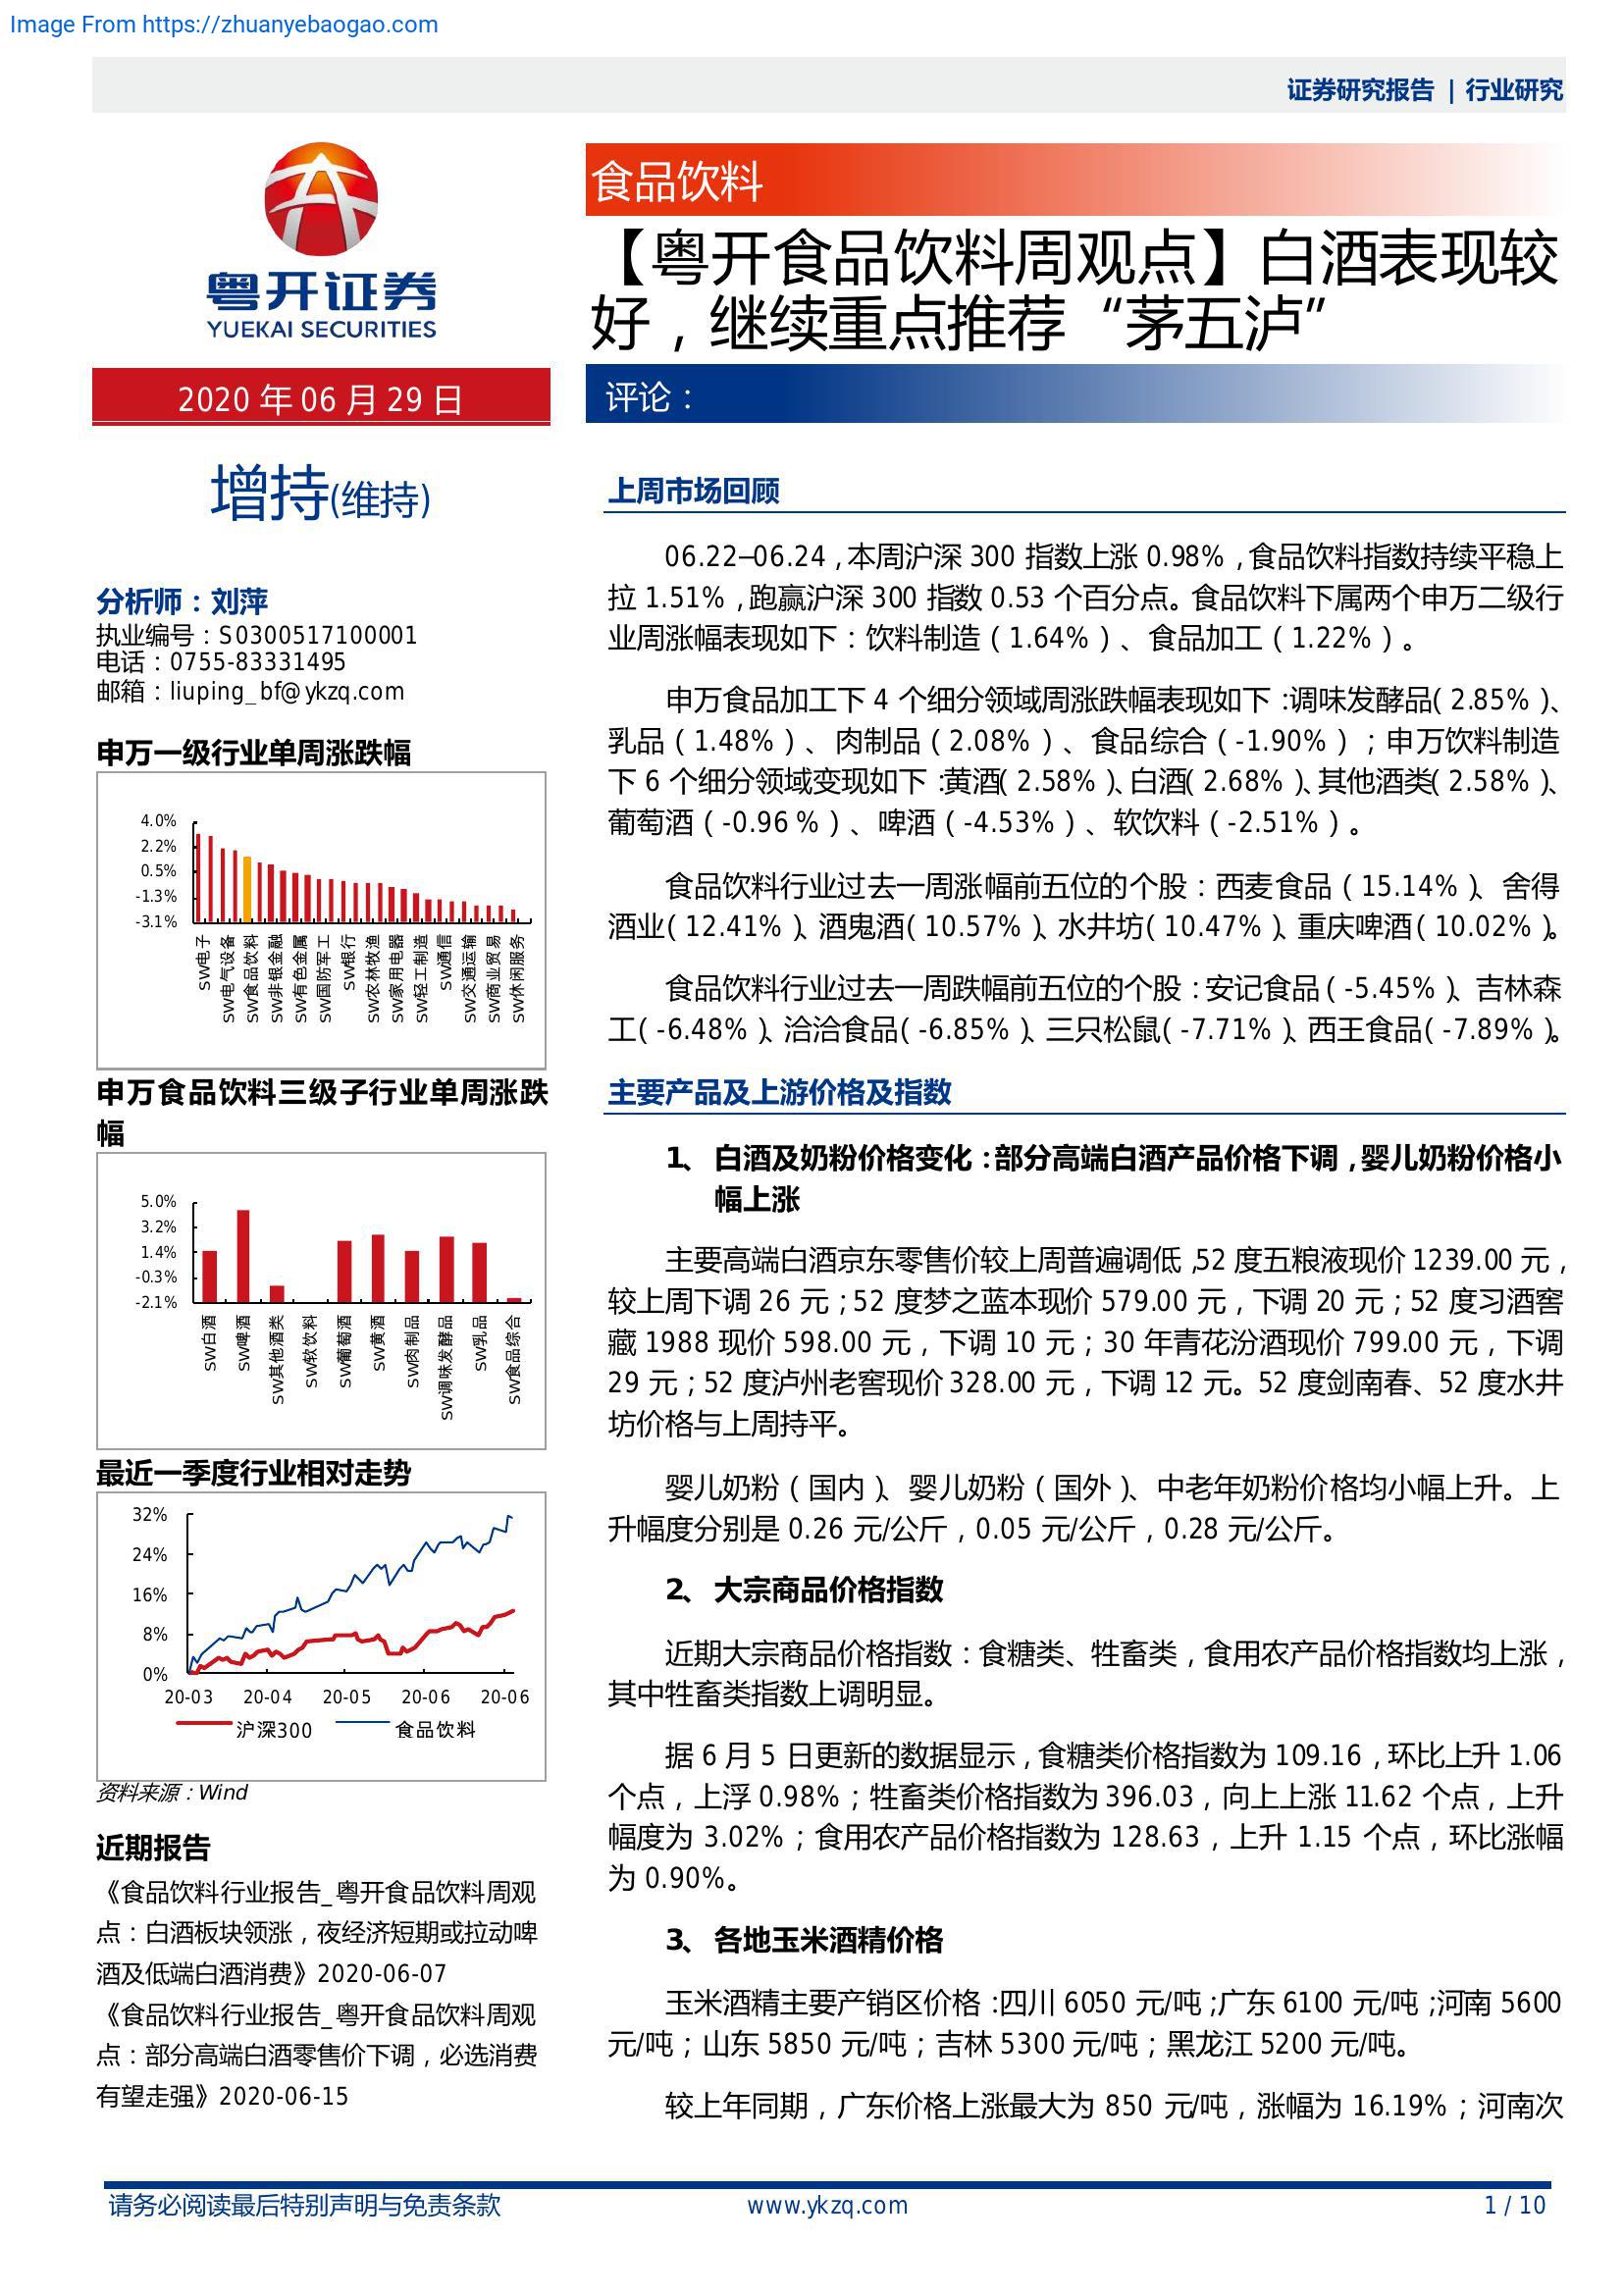 Image From https://zhuanyebaogao.com
证券研究报告 | 行业研究
粤开证券
YUEKAI SECURITIES
2020 年 06 月 29 日
增持(维持)
分析师：刘萍
执业编号：S0300517100001
电话：0755-83331495
邮箱：liuping_bf@ykzq.com
申万一级行业单周涨跌幅
4.0%
2.2%
0.5%
-1.3%
-3.1%
SW电子
SW电气设备
SW食品饮料
SW非银金融
SW有色金属
SW国防军工
SW银行
SW农林牧渔
SW家用电器
SW轻工制造
SW通信
SW交通运输
SW商业贸易
SW休闲服务
申万食品饮料三级子行业单周涨跌
幅
5.0%
3.2%
1.4%
-0.3%
-2.1%
SW白酒
SW啤酒
SW其他酒类
SW软饮料
SW葡萄酒
SW黄酒
SW肉制品
SW调味发酵品
SW乳品
SW食品综合
最近一季度行业相对走势
32%
24%
16%
8%
0%
20-03 20-04 20-05 20-06 20-06
沪深300 食品饮料
资料来源：Wind
近期报告
《食品饮料行业报告_粤开食品饮料周观
点：白酒板块领涨，夜经济短期或拉动啤
酒及低端白酒消费》2020-06-07
《食品饮料行业报告_粤开食品饮料周观
点：部分高端白酒零售价下调，必选消费
有望走强》2020-06-15
食品饮料
【粤开食品饮料周观点】白酒表现较
好，继续重点推荐“茅五泸”
评论：
上周市场回顾
06.22—06.24，本周沪深 300 指数上涨 0.98%，食品饮料指数持续平稳上
拉 1.51%，跑赢沪深 300 指数 0.53 个百分点。食品饮料下属两个申万二级行
业周涨幅表现如下：饮料制造（1.64%）、食品加工（1.22%）。
申万食品加工下 4 个细分领域周涨跌幅表现如下：调味发酵品（2.85%）、
乳品（1.48%）、肉制品（2.08%）、食品综合（-1.90%）；申万饮料制造
下 6 个细分领域变现如下：黄酒（2.58%）、白酒（2.68%）、其他酒类（2.58%）、
葡萄酒（-0.96 %）、啤酒（-4.53%）、软饮料（-2.51%）。
食品饮料行业过去一周涨幅前五位的个股：西麦食品（15.14%）、舍得
酒业（12.41%）、酒鬼酒（10.57%）、水井坊（10.47%）、重庆啤酒（10.02%）。
食品饮料行业过去一周跌幅前五位的个股：安记食品（-5.45%）、吉林森
工（-6.48%）、洽洽食品（-6.85%）、三只松鼠（-7.71%）、西王食品（-7.89%）。
主要产品及上游价格及指数
1、 白酒及奶粉价格变化：部分高端白酒产品价格下调，婴儿奶粉价格小
幅上涨
主要高端白酒京东零售价较上周普遍调低，52 度五粮液现价 1239.00 元，
较上周下调 26 元；52 度梦之蓝本现价 579.00 元，下调 20 元；52 度习酒窖
藏 1988 现价 598.00 元，下调 10 元；30 年青花汾酒现价 799.00 元，下调
29 元；52 度泸州老窖现价 328.00 元，下调 12 元。52 度剑南春、52 度水井
坊价格与上周持平。
婴儿奶粉（国内）、婴儿奶粉（国外）、中老年奶粉价格均小幅上升。上
升幅度分别是 0.26 元/公斤，0.05 元/公斤，0.28 元/公斤。
2、 大宗商品价格指数
近期大宗商品价格指数：食糖类、牲畜类，食用农产品价格指数均上涨，
其中牲畜类指数上调明显。
据 6 月 5 日更新的数据显示，食糖类价格指数为 109.16，环比上升 1.06
个点，上浮 0.98%；牲畜类价格指数为 396.03，向上上涨 11.62 个点，上升
幅度为 3.02%；食用农产品价格指数为 128.63，上升 1.15 个点，环比涨幅
为 0.90%。
3、 各地玉米酒精价格
玉米酒精主要产销区价格：四川 6050 元/吨；广东 6100 元/吨；河南 5600
元/吨；山东 5850 元/吨；吉林 5300 元/吨；黑龙江 5200 元/吨。
较上年同期，广东价格上涨最大为 850 元/吨，涨幅为 16.19%；河南次
请务必阅读最后特别声明与免责条款 www.ykzq.com 1 / 10